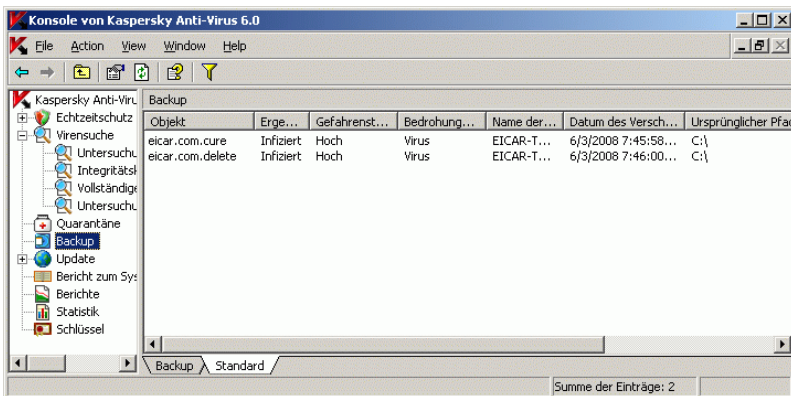 Konsole von Kaspersky Anti-Virus 6.0
File Action View Window Help
Kaspersky Anti-Viru
Echtzeitschutz
Virensuche
Untersuchu
Integritätsk
Vollständige
Untersuchu
Quarantäne
Backup
Update
Bericht zum Sys
Berichte
Statistik
Schlüssel
Backup
Objekt Erge... Gefahrenst... Bedrohung... Name der... Datum des Versch... Ursprünglicher Pfad
eicar.com.cure Infiziert Hoch Virus EICAR-T... 6/3/2008 7:45:58... C:\
eicar.com.delete Infiziert Hoch Virus EICAR-T... 6/3/2008 7:46:00... C:\
Backup Standard
Summe der Einträge: 2